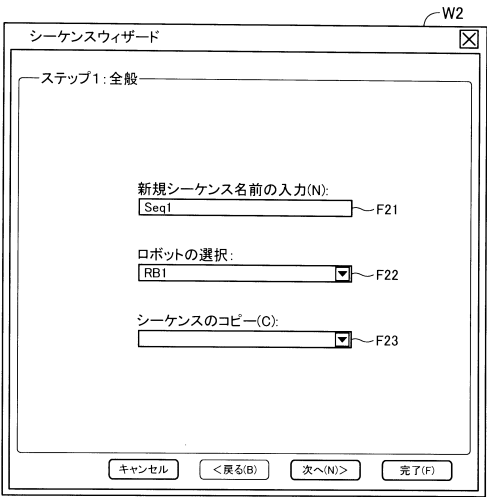 W2
シーケンスウィザード
ステップ1:全般
新規シーケンス名前の入力(N):
Seq1 F21
ロボットの選択:
RB1 F22
シーケンスのコピー(C):
F23
キャンセル <戻る(B) 次へ(N)> 完了(F)